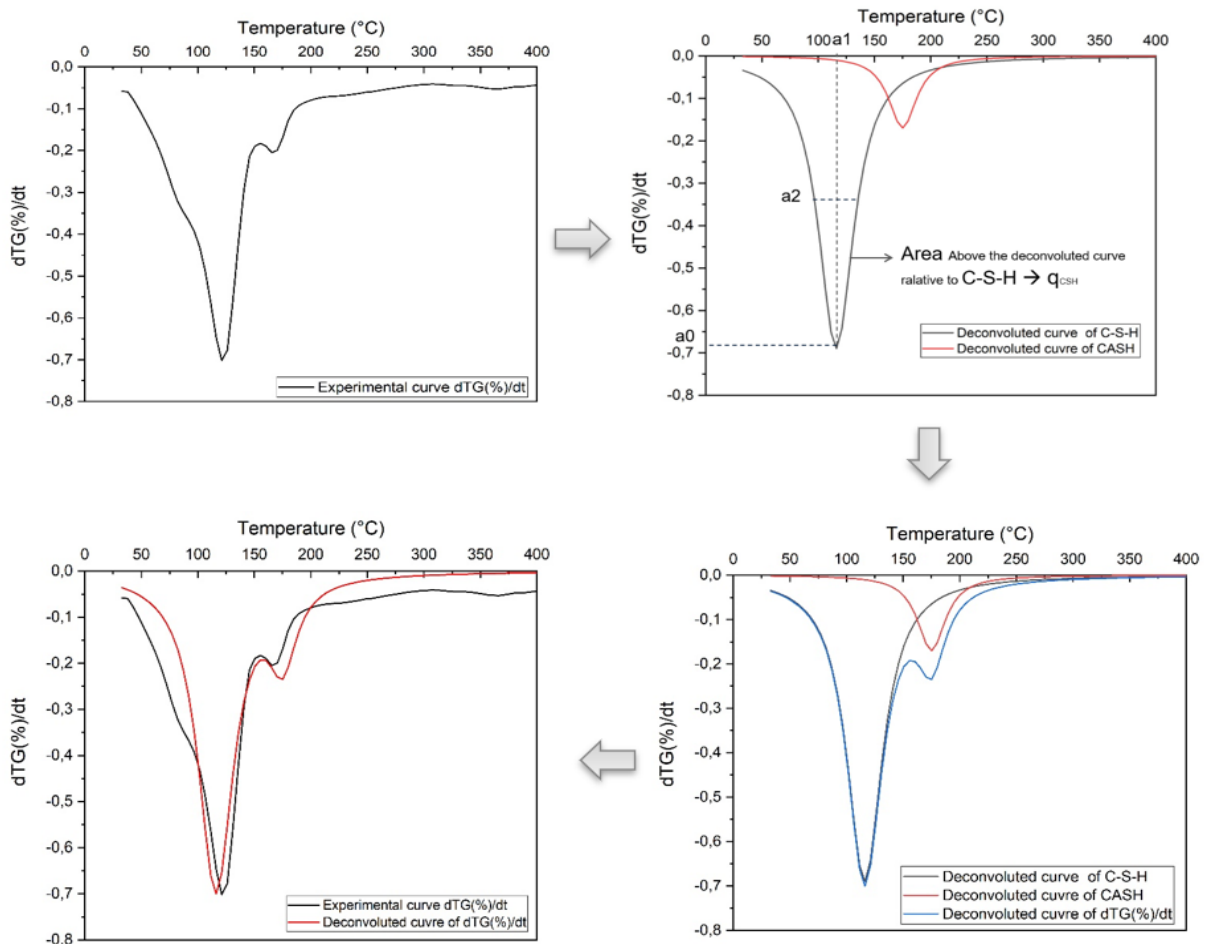 Temperature (°C)
0 50 100 150 200 250 300 350 400
0,0
-0,1
-0,2
-0,3
-0,4
-0,5
-0,6
-0,7
-0,8
dTG(%)/dt
Experimental curve dTG(%)/dt
Temperature (°C)
0 50 100 a1 150 200 250 300 350 400
0,0
-0,1
-0,2
-0,3
-0,4
-0,5
-0,6
-0,7
-0,8
dTG(%)/dt
a2
Area Above the deconvoluted curve
ralative to C-S-H → qCSH
a0
Deconvoluted curve of C-S-H
Deconvoluted cuvre of CASH
Temperature (°C)
0 50 100 150 200 250 300 350 400
0,0
-0,1
-0,2
-0,3
-0,4
-0,5
-0,6
-0,7
-0,8
dTG(%)/dt
Experimental curve dTG(%)/dt
Deconvoluted cuvre of dTG(%)/dt
Temperature (°C)
0 50 100 150 200 250 300 350 400
0,0
-0,1
-0,2
-0,3
-0,4
-0,5
-0,6
-0,7
-0,8
dTG(%)/dt
Deconvoluted curve of C-S-H
Deconvoluted cuvre of CASH
Deconvoluted cuvre of dTG(%)/dt